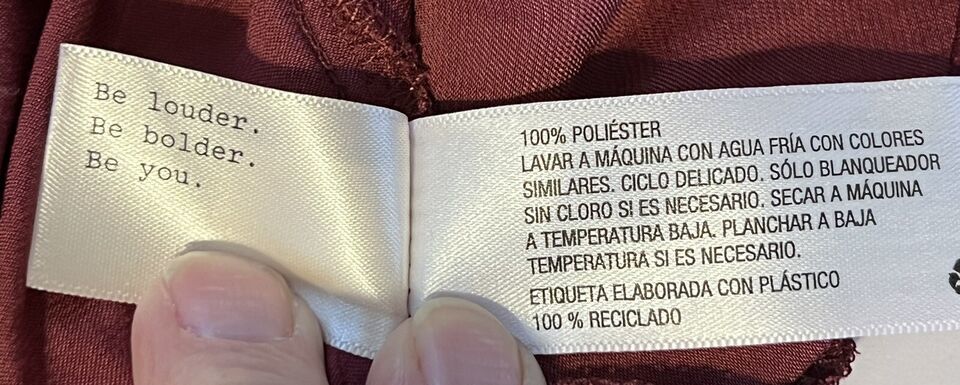 Be louder.
Be bolder.
Be you.
100% POLIÉSTER
LAVAR A MÁQUINA CON AGUA FRÍA CON COLORES
SIMILARES. CICLO DELICADO. SÓLO BLANQUEADOR
SIN CLORO SI ES NECESARIO. SECAR A MÁQUINA
A TEMPERATURA BAJA. PLANCHAR A BAJA
TEMPERATURA SI ES NECESARIO.
ETIQUETA ELABORADA CON PLÁSTICO
100 % RECICLADO